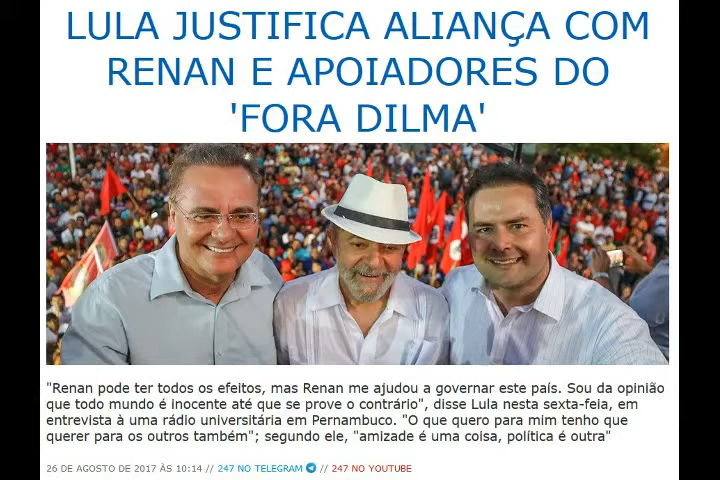 LULA JUSTIFICA ALIANÇA COM
RENAN E APOIADORES DO
'FORA DILMA'
"Renan pode ter todos os efeitos, mas Renan me ajudou a governar este país. Sou da opinião
que todo mundo é inocente até que se prove o contrário", disse Lula nesta sexta-feia, em
entrevista à uma rádio universitária em Pernambuco. "O que quero para mim tenho que
querer para os outros também"; segundo ele, "amizade é uma coisa, política é outra"
26 DE AGOSTO DE 2017 ÀS 10:14 // 247 NO TELEGRAM // 247 NO YOUTUBE